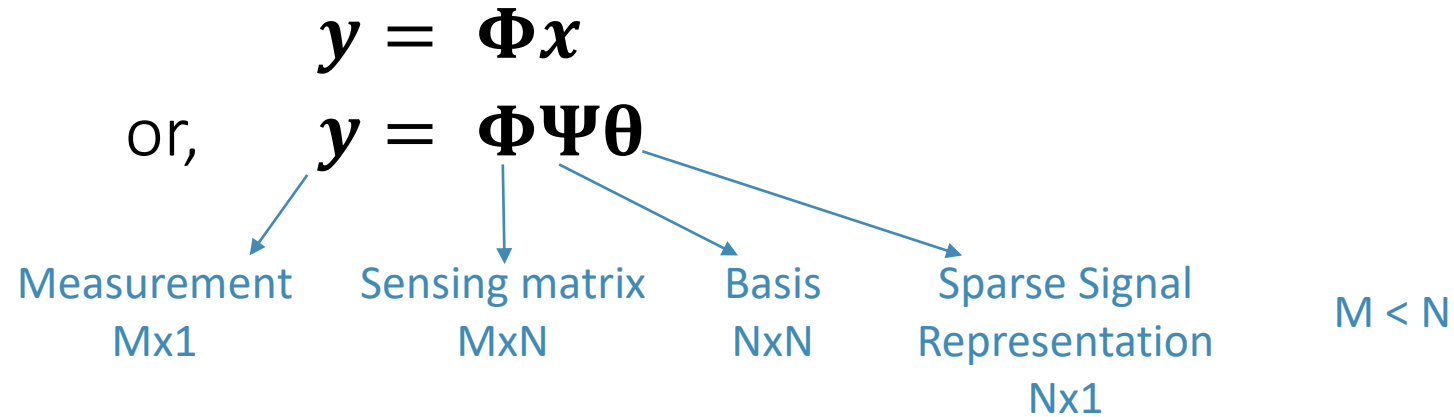 y = Φx
or, y = ΦΨθ
Measurement Sensing matrix Basis Sparse Signal
Mx1 MxN NxN Representation M < N
Nx1